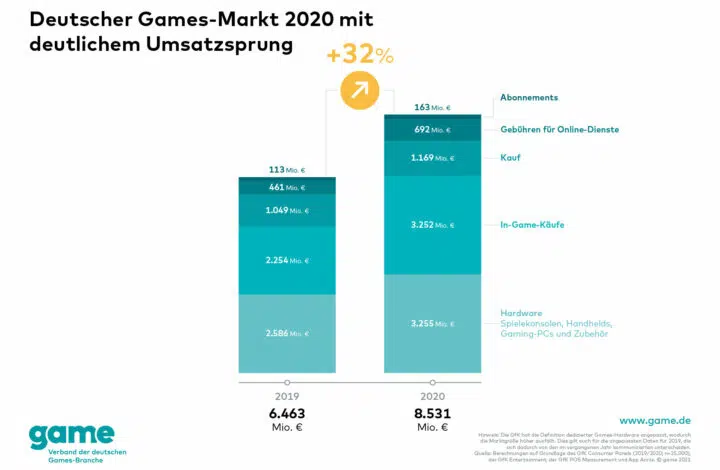 Deutscher Games-Markt 2020 mit
deutlichem Umsatzsprung
+32%
163 Mio. €
692 Mio. €
1.169 Mio. €
3.252 Mio. €
3.255 Mio. €
113 Mio. €
461 Mio. €
1.049 Mio. €
2.254 Mio. €
2.586 Mio. €
Abonnements
Gebühren für Online-Dienste
Kauf
In-Game-Käufe
Hardware
Spielekonsolen, Handhelds,
Gaming-PCs und Zubehör
2019
6.463
Mio. €
2020
8.531
Mio. €
game
Verband der deutschen
Games-Branche
www.game.de
Hinweis: Die GfK hat die Definition dedizierter Games-Hardware angepasst, wodurch
die Marktgröße höher ausfällt. Dies gilt auch für die angepassten Daten für 2019, die
sich dadurch von den im vergangenen Jahr kommunizierten unterscheiden.
Quelle: Berechnungen auf Grundlage des GfK Consumer Panels (2019/2020; n=25.000),
der GfK Entertainment, der GfK POS Measurement und App Annie. © game 2021